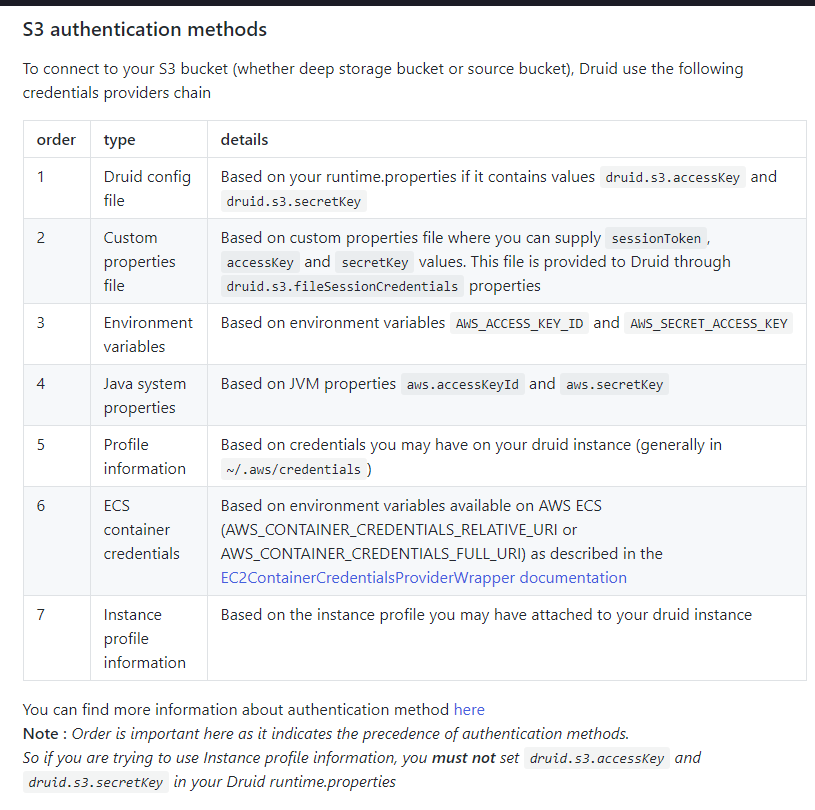 S3 authentication methods
To connect to your S3 bucket (whether deep storage bucket or source bucket), Druid use the following
credentials providers chain
order type details
1 Druid config Based on your runtime.properties if it contains values druid.s3.accessKey and
file druid.s3.secretKey
2 Custom Based on custom properties file where you can supply sessionToken ,
properties accessKey and secretKey values. This file is provided to Druid through
file druid.s3.fileSessionCredentials properties
3 Environment Based on environment variables AWS_ACCESS_KEY_ID and AWS_SECRET_ACCESS_KEY
variables
4 Java system Based on JVM properties aws.accessKeyId and aws.secretKey
properties
5 Profile Based on credentials you may have on your druid instance (generally in
information ~/.aws/credentials )
6 ECS Based on environment variables available on AWS ECS
container (AWS_CONTAINER_CREDENTIALS_RELATIVE_URI or
credentials AWS_CONTAINER_CREDENTIALS_FULL_URI) as described in the
EC2ContainerCredentialsProviderWrapper documentation
7 Instance Based on the instance profile you may have attached to your druid instance
profile
information
You can find more information about authentication method here
Note : Order is important here as it indicates the precedence of authentication methods.
So if you are trying to use Instance profile information, you must not set druid.s3.accessKey and
druid.s3.secretKey in your Druid runtime.properties